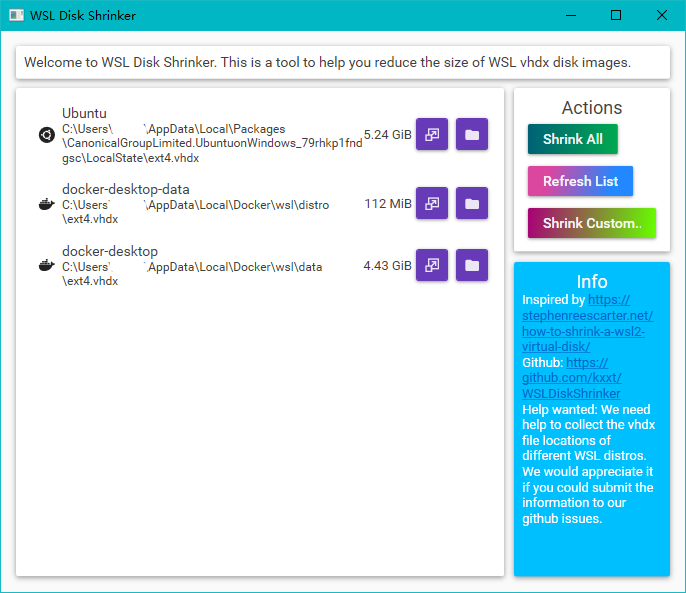 WSL Disk Shrinker
Welcome to WSL Disk Shrinker. This is a tool to help you reduce the size of WSL vhdx disk images.
Ubuntu
C:\Users\ \AppData\Local\Packages
\CanonicalGroupLimited.UbuntuonWindows_79rhkp1fnd
gsc\LocalState\ext4.vhdx
5.24 GiB
docker-desktop-data
C:\Users\ \AppData\Local\Docker\wsl\distro
\ext4.vhdx
112 MiB
docker-desktop
C:\Users\ \AppData\Local\Docker\wsl\data
\ext4.vhdx
4.43 GiB
Actions
Shrink All
Refresh List
Shrink Custom..
Info
Inspired by https://
stephenreescarter.net/
how-to-shrink-a-wsl2-
virtual-disk/
Github: https://
github.com/kxxt/
WSLDiskShrinker
Help wanted: We need
help to collect the vhdx
file locations of
different WSL distros.
We would appreciate it
if you could submit the
information to our
github issues.